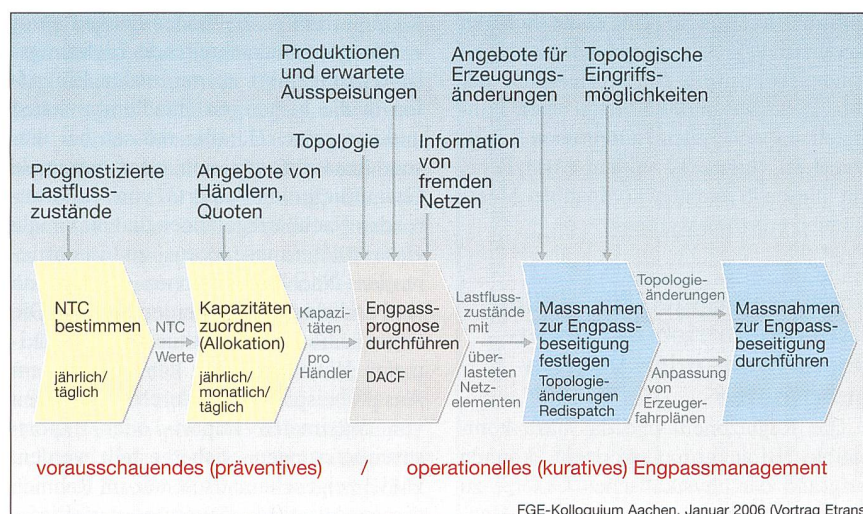 Produktionen
und erwartete
Ausspeisungen
Angebote für
Erzeugungs-
änderungen
Topologische
Eingriffs-
möglichkeiten
Topologie
Information
von
fremden
Netzen
Prognostizierte
Lastfluss-
zustände
Angebote von
Händlern,
Quoten
NTC
bestimmen
jährlich/
täglich
NTC
Werte
Kapazitäten
zuordnen
(Allokation)
jährlich/
monatlich/
täglich
Kapazi-
täten
pro
Händler
Engpass-
prognose
durchführen
DACF
Lastfluss-
zustände
mit
über-
lasteten
Netz-
elementen
Massnahmen
zur Engpass-
beseitigung
festlegen
Topologie-
änderungen
Redispatch
Topologie-
änderungen
Anpassung
von
Erzeuger-
fahrplänen
Massnahmen
zur Engpass-
beseitigung
durchführen
vorausschauendes (präventives) / operationelles (kuratives) Engpassmanagement
FGE-Kolloquium Aachen, Januar 2006 (Vortrag Etrans